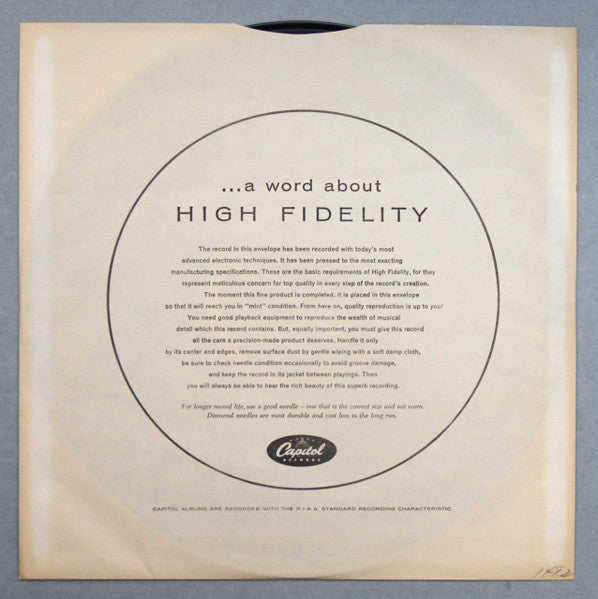 ...a word about
HIGH FIDELITY
The record in this envelope has been recorded with today's most
advanced electronic techniques. It has been pressed to the most exacting
manufacturing specifications. These are the basic requirements of High Fidelity, for they
represent meticulous concern for top quality in every step of the record's creation.
The moment this fine product is completed, it is placed in this envelope
so that it will reach you in "mint" condition. From here on, quality reproduction is up to you!
You need good playback equipment to reproduce the wealth of musical
detail which this record contains. But, equally important, you must give this record
all the care a precision-made product deserves. Handle it only
by its center and edges, remove surface dust by gentle wiping with a soft damp cloth,
be sure to check needle condition occasionally to avoid groove damage,
and keep the record in its jacket between playings. Then
you will always be able to hear the rich beauty of this superb recording.
For longer record life, use a good needle — one that is the correct size and not worn.
Diamond needles are most durable and cost less in the long run.
Capitol
RECORDS
CAPITOL ALBUMS ARE RECORDED WITH THE R.I.A.A. STANDARD RECORDING CHARACTERISTIC